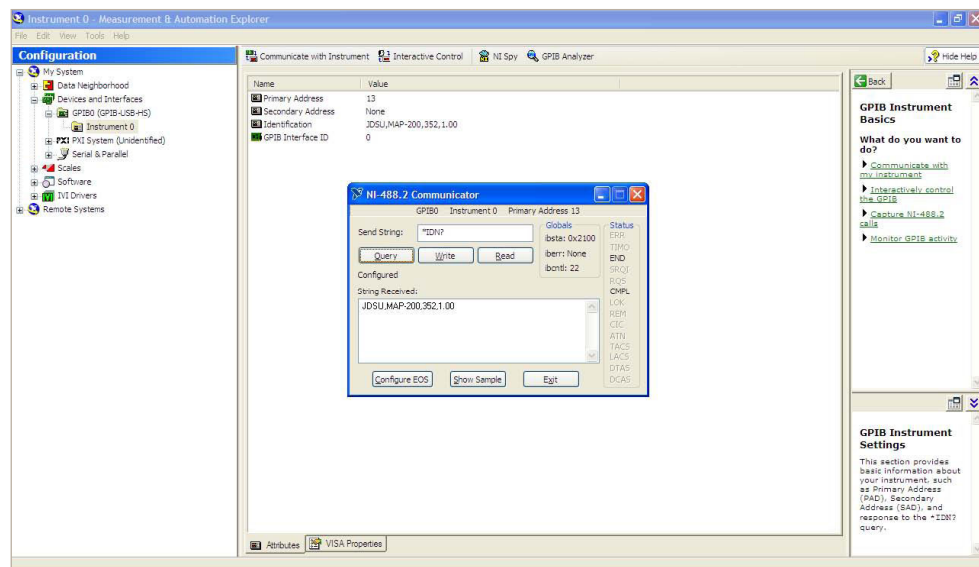 Instrument 0 - Measurement & Automation Explorer
File Edit View Tools Help
Configuration
My System
Data Neighborhood
Devices and Interfaces
GPIB0 (GPIB-USB-HS)
Instrument 0
PXI PXI System (Unidentified)
Serial & Parallel
Scales
Software
IVI Drivers
Remote Systems
Communicate with Instrument Interactive Control NI Spy GPIB Analyzer
Hide Help
Name Value
Primary Address 13
Secondary Address None
Identification JDSU,MAP-200,352,1.00
GPIB Interface ID 0
NI-488.2 Communicator
GPIB0 Instrument 0 Primary Address 13
Send String: *IDN?
Query Write Read
Configured
String Received:
JDSU,MAP-200,352,1.00
Globals
ibsta: 0x2100
iberr: None
ibcntl: 22
Status
ERR
TIMO
END
SRQI
RQS
CMPL
LOK
REM
CIC
ATN
TACS
LACS
DTAS
DCAS
Configure EOS Show Sample Exit
Attributes VISA Properties
Back
GPIB Instrument
Basics
What do you want to
do?
Communicate with
my instrument
Interactively control
the GPIB
Capture NI-488.2
calls
Monitor GPIB activity
GPIB Instrument
Settings
This section provides
basic information about
your instrument, such
as Primary Address
(PAD), Secondary
Address (SAD), and
response to the *IDN?
query.